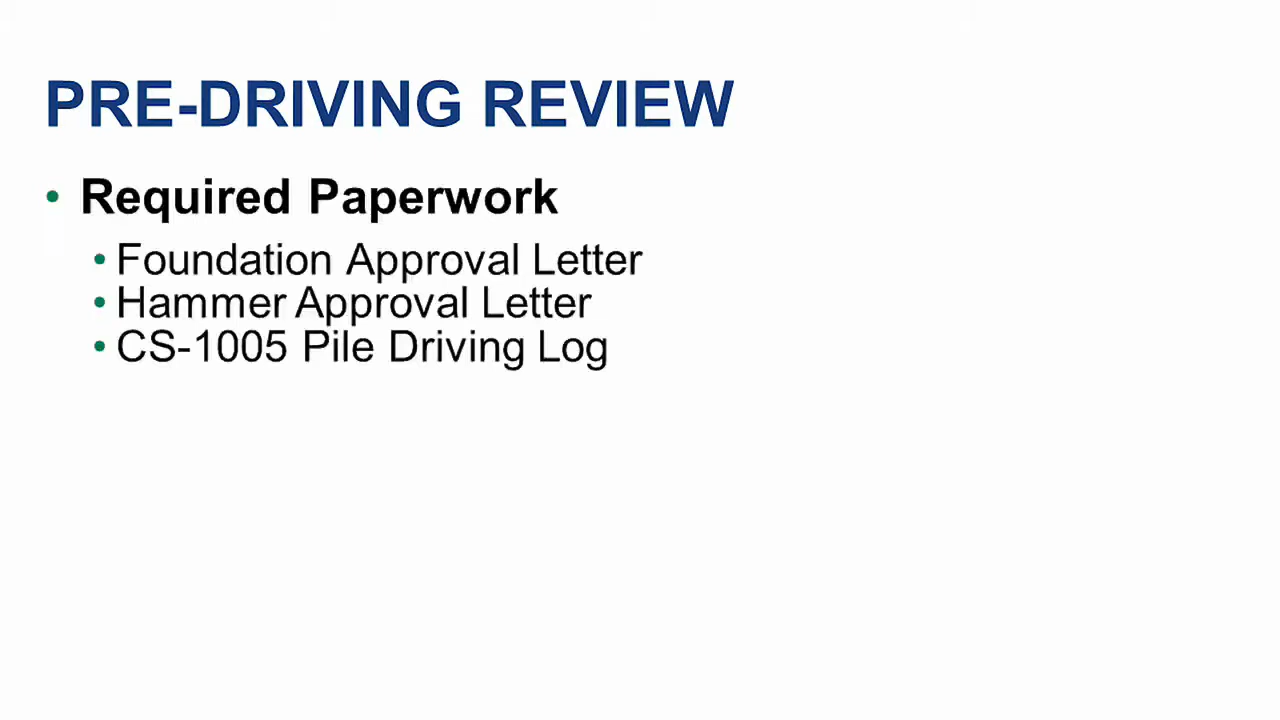 PRE-DRIVING REVIEW
• Required Paperwork
• Foundation Approval Letter
• Hammer Approval Letter
• CS-1005 Pile Driving Log